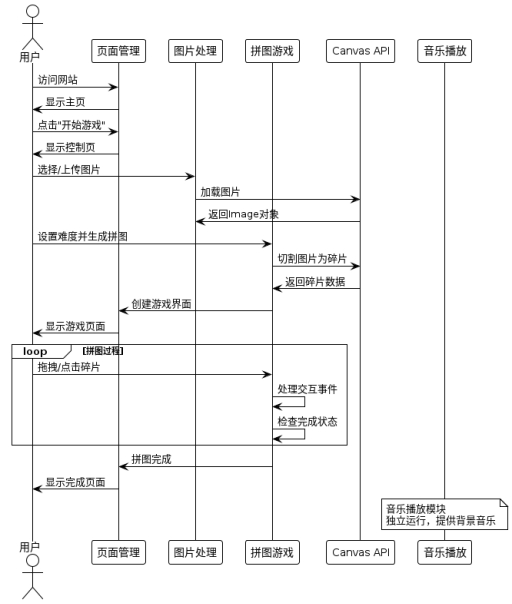 用户
页面管理 图片处理 拼图游戏 Canvas API 音乐播放
访问网站
显示主页
点击"开始游戏"
显示控制页
选择/上传图片
加载图片
返回Image对象
设置难度并生成拼图
切割图片为碎片
返回碎片数据
创建游戏界面
显示游戏页面
loop [拼图过程]
拖拽/点击碎片
处理交互事件
检查完成状态
拼图完成
显示完成页面
音乐播放模块
独立运行，提供背景音乐
用户
页面管理 图片处理 拼图游戏 Canvas API 音乐播放